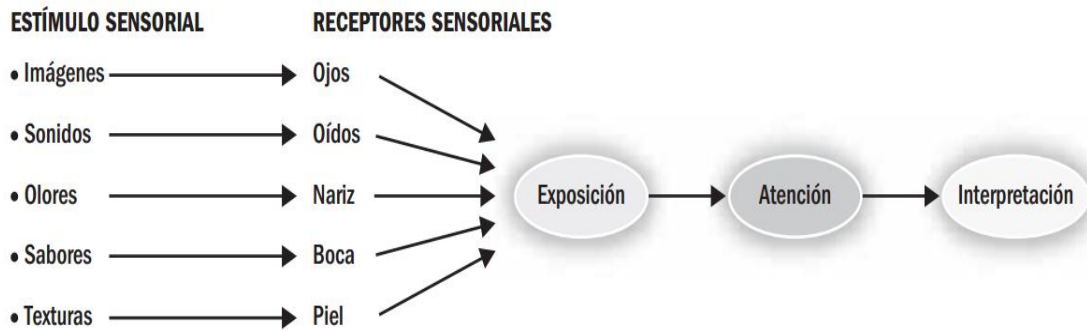 ESTÍMULO SENSORIAL RECEPTORES SENSORIALES
• Imágenes Ojos
• Sonidos Oídos
• Olores Nariz Exposición Atención Interpretación
• Sabores Boca
• Texturas Piel